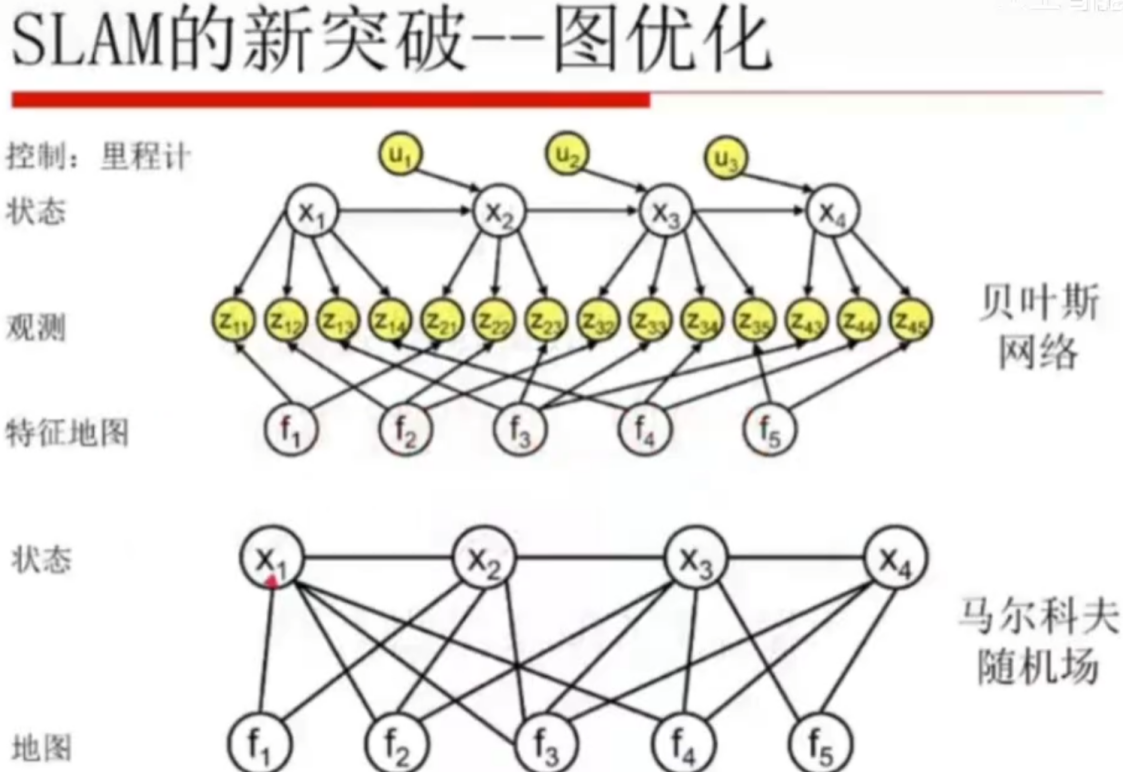 SLAM的新突破--图优化
控制：里程计
u1 u2 u3
状态
x1 x2 x3 x4
观测
z11 z12 z13 z14 z21 z22 z23 z32 z33 z34 z35 z43 z44 z45
贝叶斯
网络
特征地图
f1 f2 f3 f4 f5
状态
x1 x2 x3 x4
马尔科夫
随机场
地图
f1 f2 f3 f4 f5